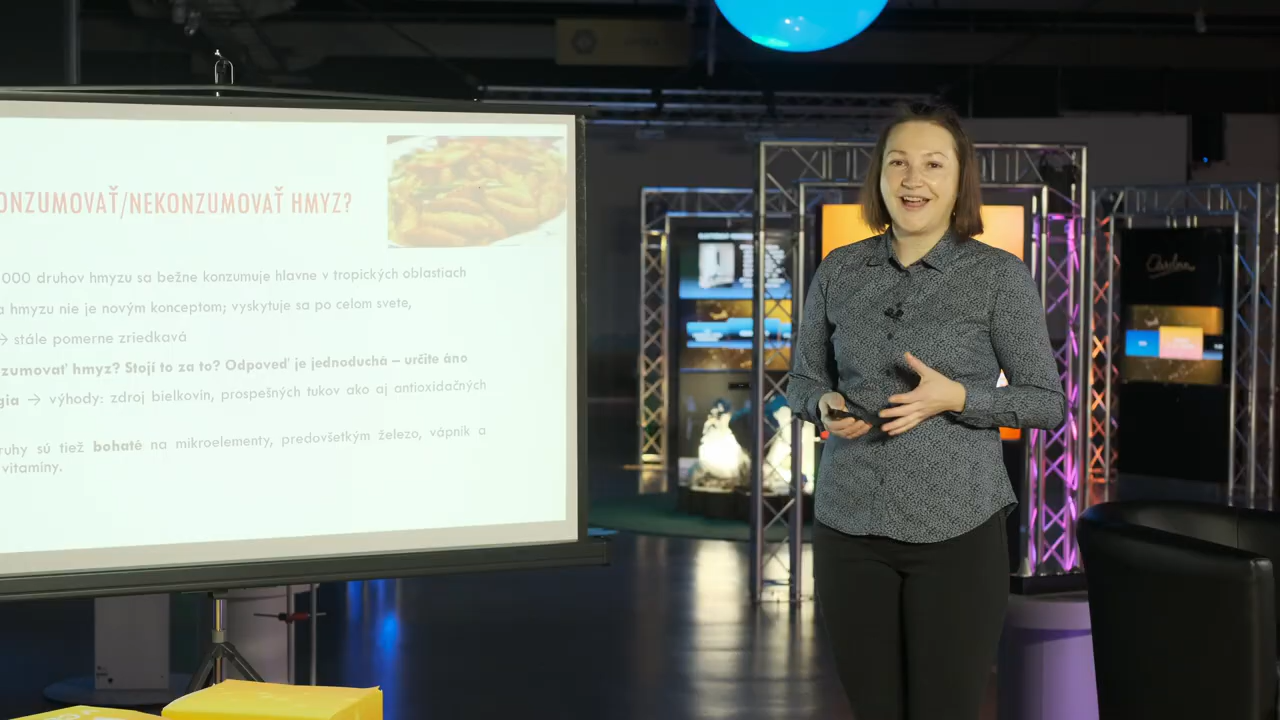 ONZUMOVAŤ/NEKONZUMOVAŤ HMYZ?
000 druhov hmyzu sa bežne konzumuje hlavne v tropických oblastiach
a hmyzu nie je novým konceptom; vyskytuje sa po celom svete,
→ stále pomerne zriedkavá
zumovať hmyz? Stojí to za to? Odpoveď je jednoduchá – určite áno
gia → výhody: zdroj bielkovín, prospešných tukov ako aj antioxidačných
ruhy sú tiež bohaté na mikroelementy, predovšetkým železo, vápnik a
vitamíny.